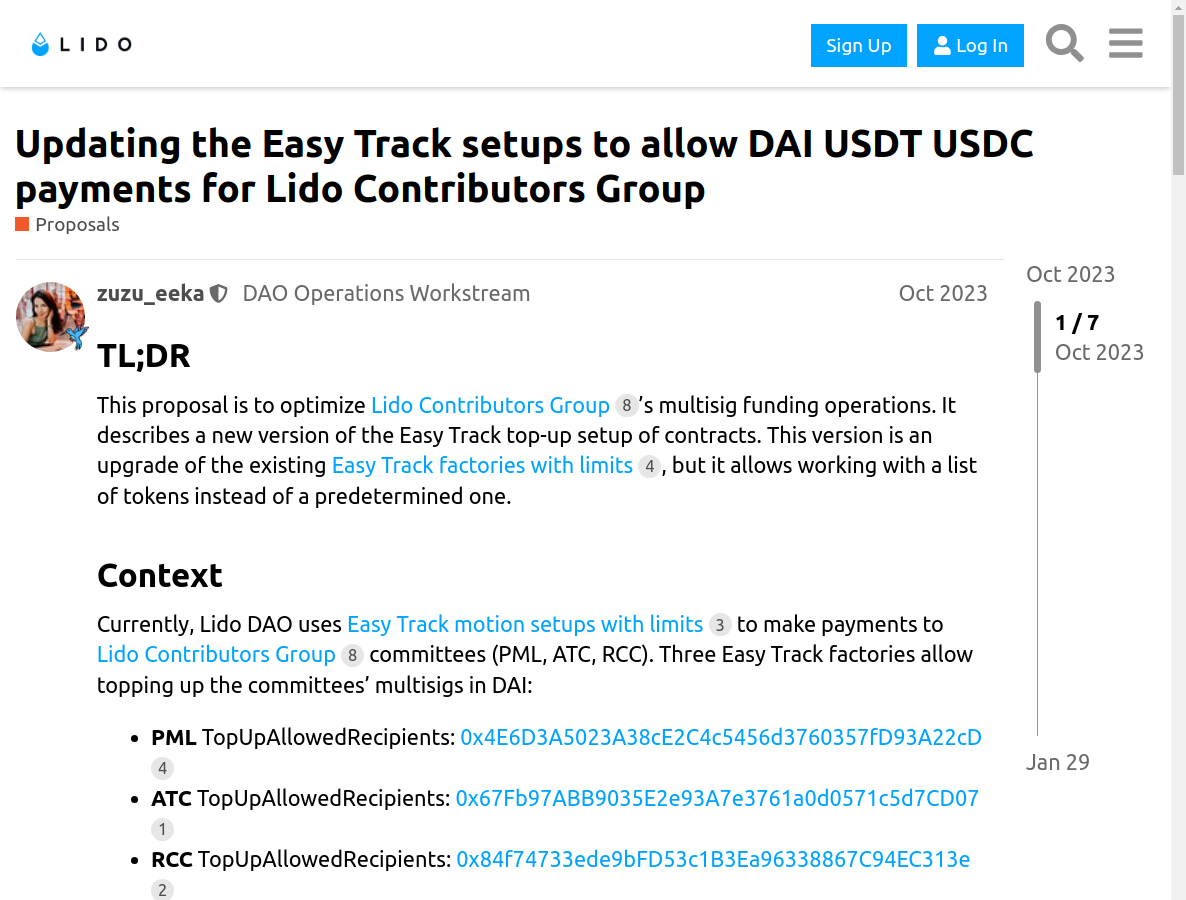 LIDO
Sign Up
Log In
Updating the Easy Track setups to allow DAI USDT USDC
payments for Lido Contributors Group
Proposals
zuzu_eeka DAO Operations Workstream Oct 2023
Oct 2023
1 / 7
Oct 2023
TL;DR
This proposal is to optimize Lido Contributors Group 8 ’s multisig funding operations. It
describes a new version of the Easy Track top-up setup of contracts. This version is an
upgrade of the existing Easy Track factories with limits 4 , but it allows working with a list
of tokens instead of a predetermined one.
Context
Currently, Lido DAO uses Easy Track motion setups with limits 3 to make payments to
Lido Contributors Group 8 committees (PML, ATC, RCC). Three Easy Track factories allow
topping up the committees’ multisigs in DAI:
• PML TopUpAllowedRecipients: 0x4E6D3A5023A38cE2C4c5456d3760357fD93A22cD
4
• ATC TopUpAllowedRecipients: 0x67Fb97ABB9035E2e93A7e3761a0d0571c5d7CD07
1
• RCC TopUpAllowedRecipients: 0x84f74733ede9bFD53c1B3Ea96338867C94EC313e
2
Jan 29